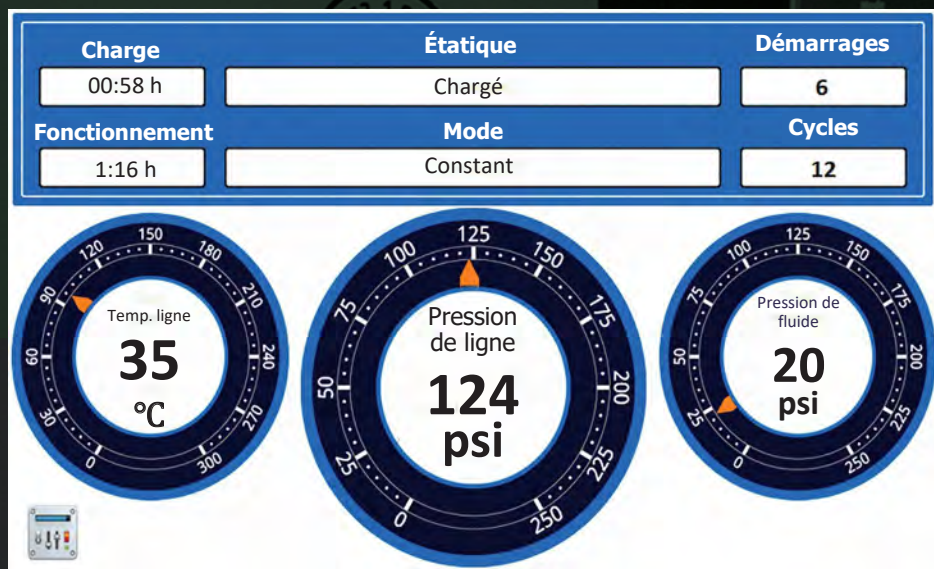 Charge
Étatique
Démarrages
00:58 h
Chargé
6
Fonctionnement
Mode
Cycles
1:16 h
Constant
12
0
30
60
90
120
150
180
210
240
270
300
Temp. ligne
35
℃
0
25
50
75
100
125
150
175
200
225
250
Pression
de ligne
124
psi
0
25
50
75
100
125
150
175
200
225
250
Pression de
fluide
20
psi